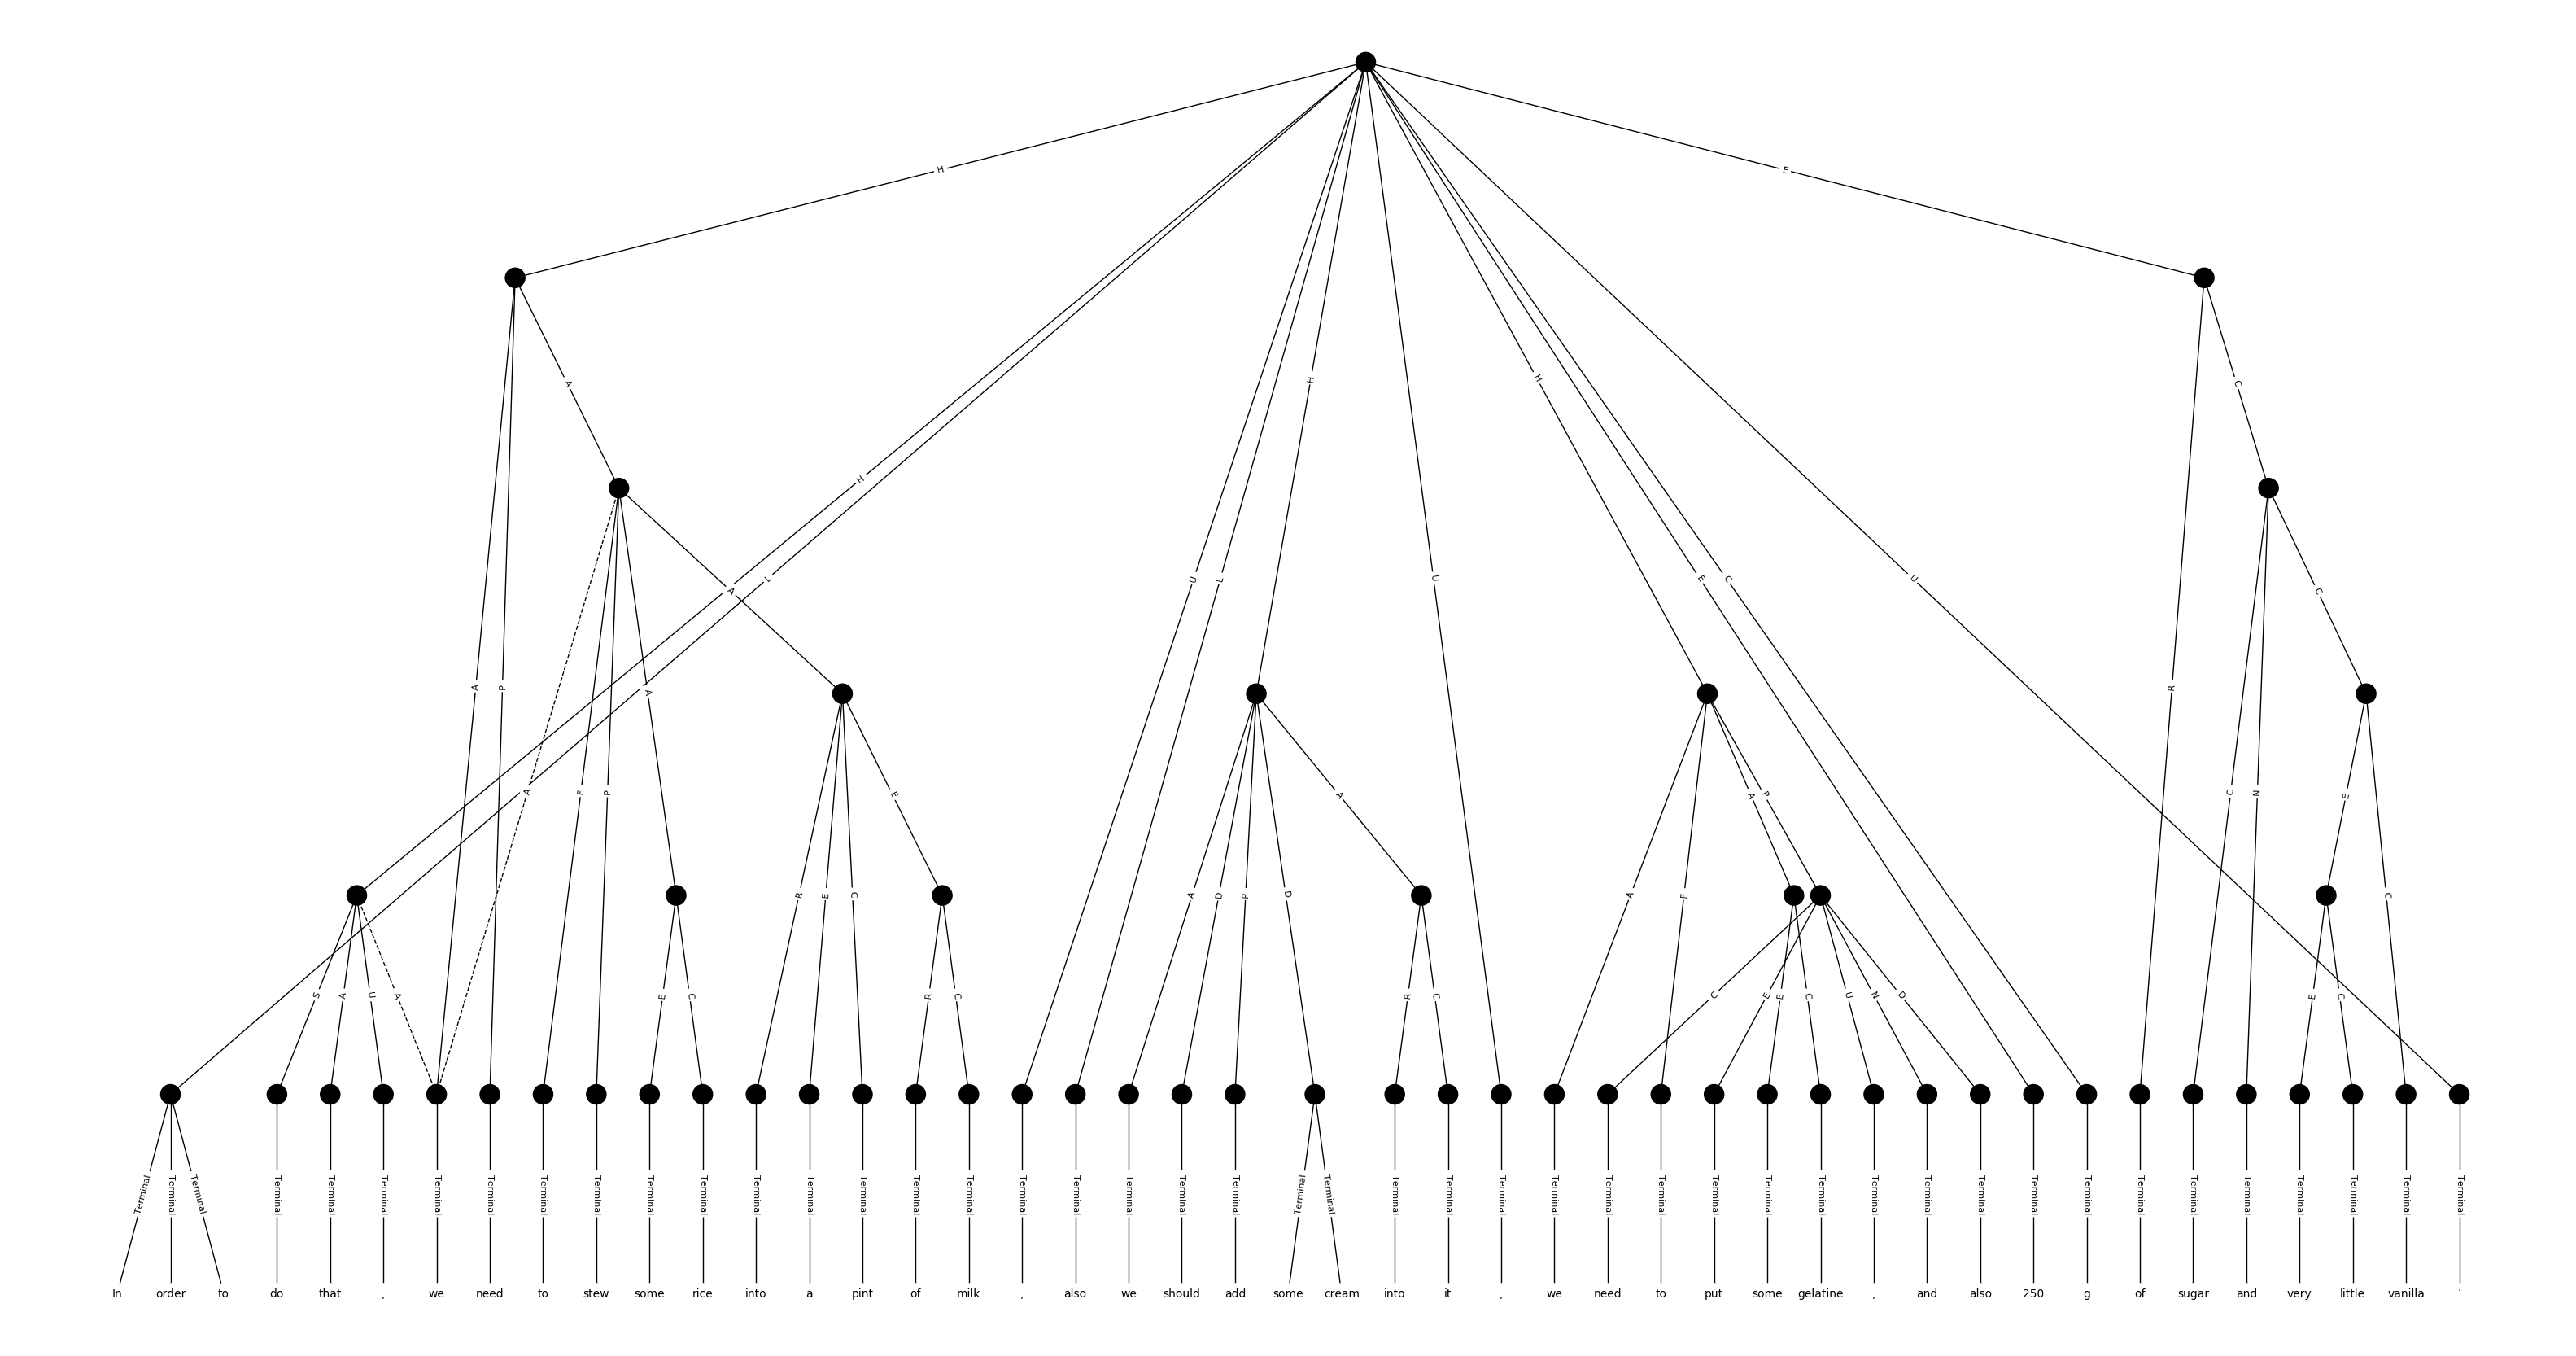 H E
A C
H H
H
A L U L U E C U C
A P A R
A F P E A A P C N E
R E C A D P D A F C
S A U A E C R C R C C E E C U N D E C
Terminal Terminal Terminal Terminal Terminal Terminal Terminal Terminal Terminal Terminal Terminal Terminal Terminal Terminal Terminal Terminal Terminal Terminal Terminal Terminal Terminal Terminal Terminal Terminal Terminal Terminal Terminal Terminal Terminal Terminal Terminal Terminal Terminal Terminal Terminal Terminal Terminal Terminal Terminal Terminal Terminal Terminal Terminal Terminal Terminal
In order to do that , we need to stew some rice into a pint of milk , also we should add some cream into it , we need to put some gelatine , and also 250 g of sugar and very little vanilla .